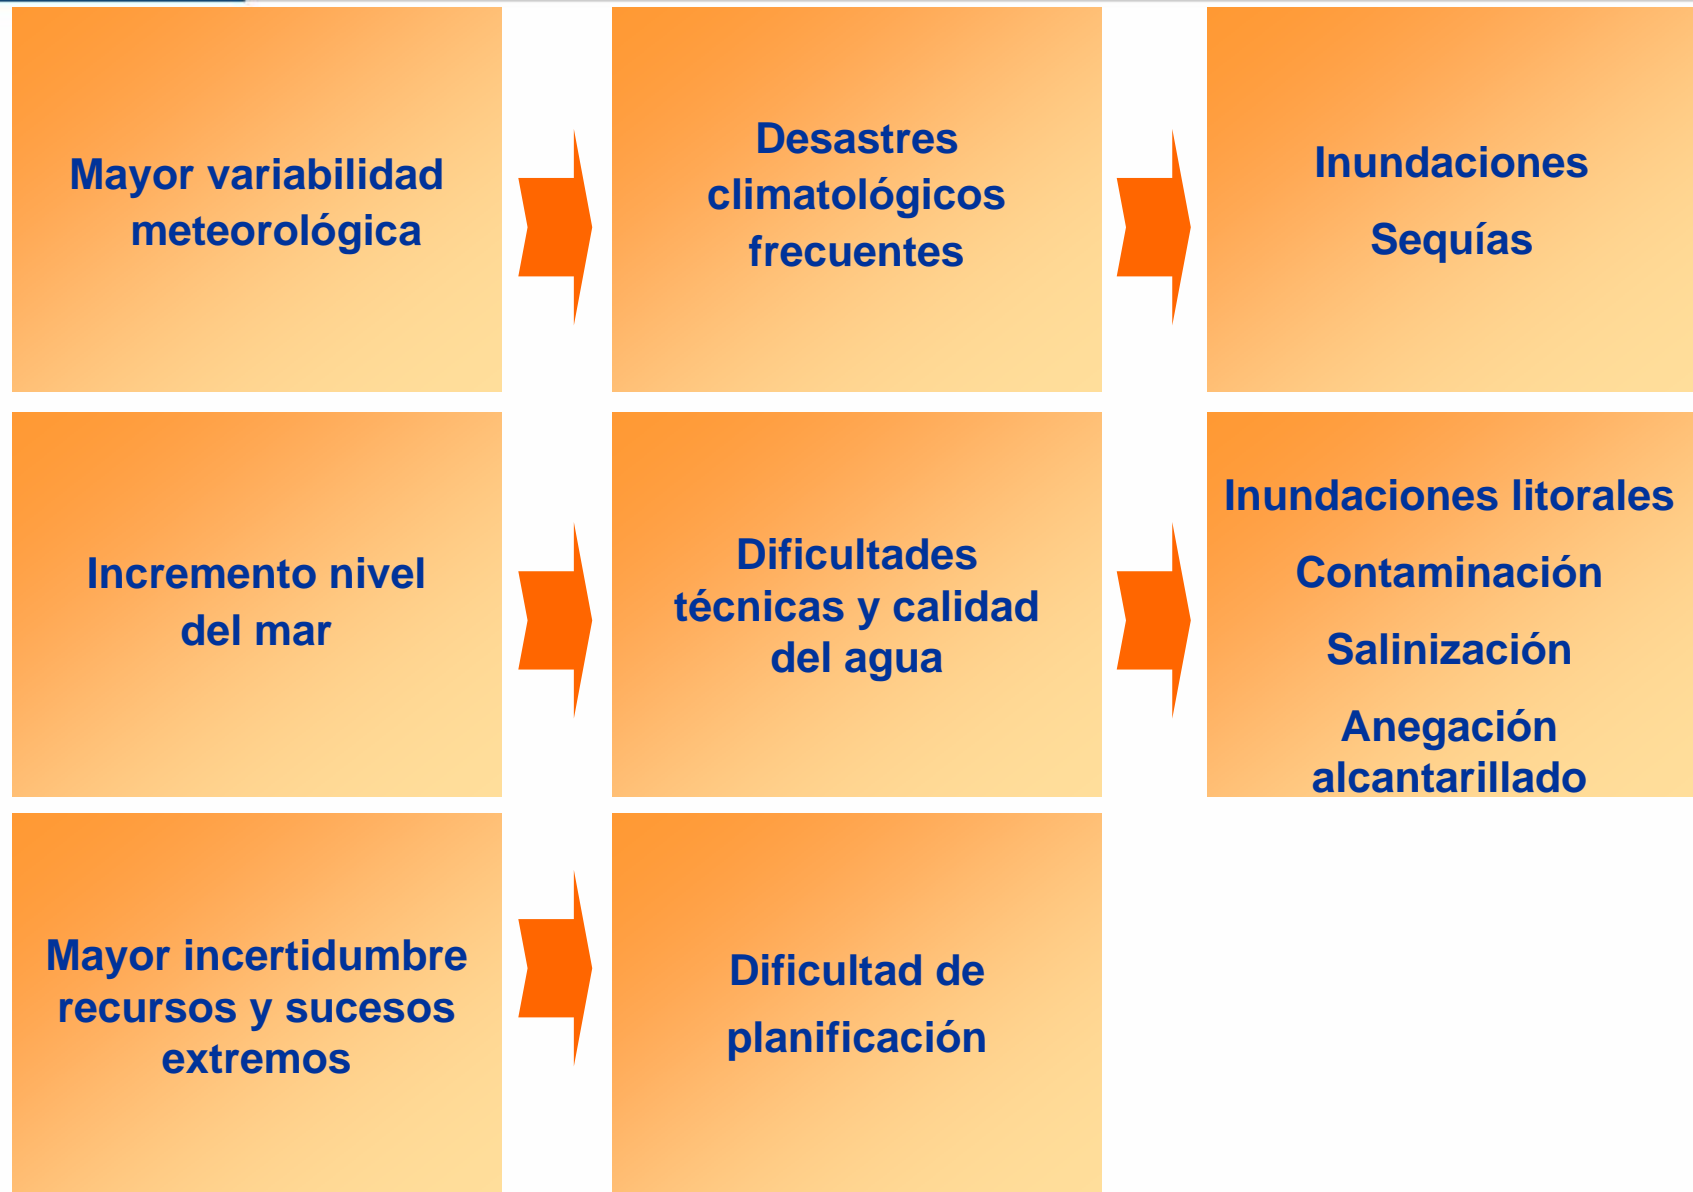 Mayor variabilidad
meteorológica
Desastres
climatológicos
frecuentes
Inundaciones
Sequías
Incremento nivel
del mar
Dificultades
técnicas y calidad
del agua
Inundaciones litorales
Contaminación
Salinización
Anegación
alcantarillado
Mayor incertidumbre
recursos y sucesos
extremos
Dificultad de
planificación